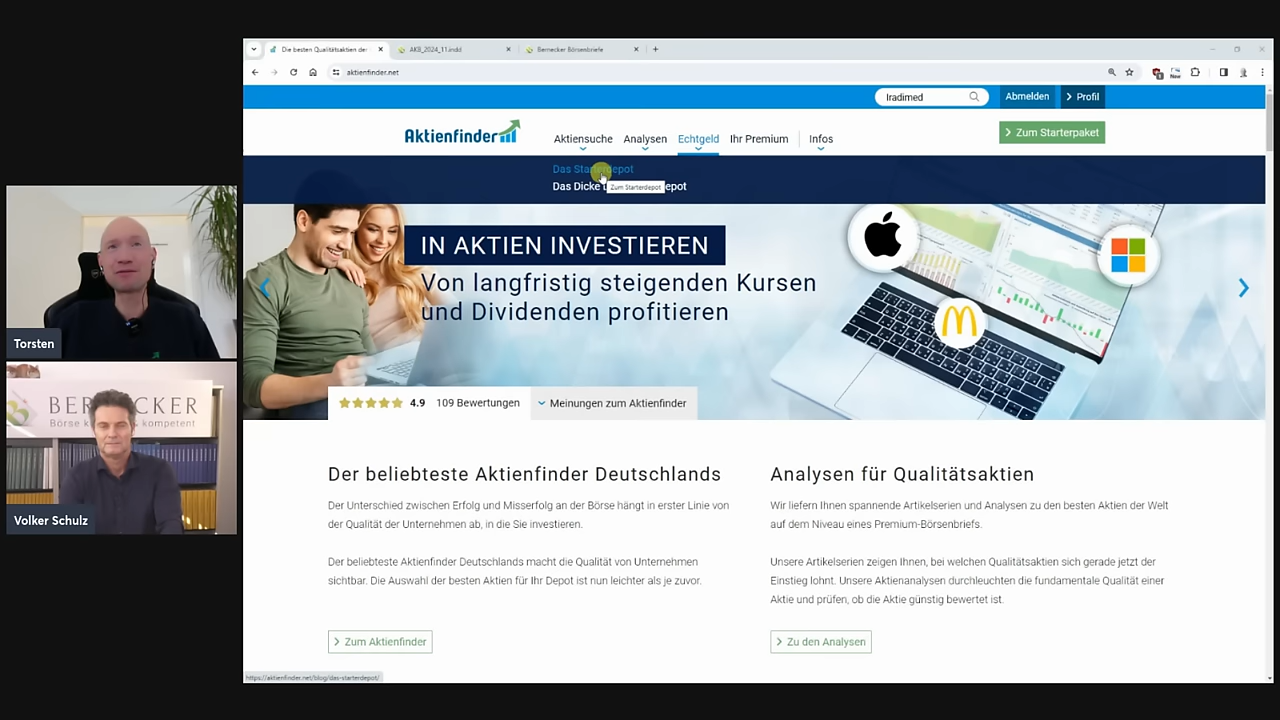 Die besten Qualitätsaktien der
AKB_2024_11.indd
Bernecker Börsenbriefe
aktienfinder.net
New
Iradimed
Abmelden
Profil
Aktienfinder
Aktiensuche
Analysen
Echtgeld
Ihr Premium
Infos
Zum Starterpaket
Das Starterdepot
Das Dicke
epot
Zum Starterdepot
IN AKTIEN INVESTIEREN
Von langfristig steigenden Kursen
und Dividenden profitieren
4.9 109 Bewertungen
Meinungen zum Aktienfinder
Torsten
BERNECKER
Volker Schulz
Der beliebteste Aktienfinder Deutschlands
Der Unterschied zwischen Erfolg und Misserfolg an der Börse hängt in erster Linie von
der Qualität der Unternehmen ab, in die Sie investieren.
Der beliebteste Aktienfinder Deutschlands macht die Qualität von Unternehmen
sichtbar. Die Auswahl der besten Aktien für Ihr Depot ist nun leichter als je zuvor.
Zum Aktienfinder
Analysen für Qualitätsaktien
Wir liefern Ihnen spannende Artikelserien und Analysen zu den besten Aktien der Welt
auf dem Niveau eines Premium-Börsenbriefs.
Unsere Artikelserien zeigen Ihnen, bei welchen Qualitätsaktien sich gerade jetzt der
Einstieg lohnt. Unsere Aktienanalysen durchleuchten die fundamentale Qualität einer
Aktie und prüfen, ob die Aktie günstig bewertet ist.
Zu den Analysen
https://aktienfinder.net/blog/das-starterdepot/